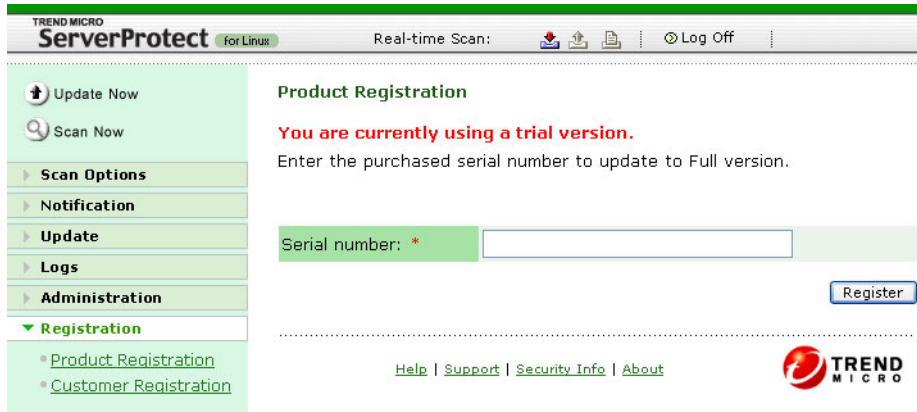 TREND MICRO
ServerProtect for Linux
Real-time Scan:
Log Off
Update Now
Scan Now
Scan Options
Notification
Update
Logs
Administration
Registration
Product Registration
Customer Registration
Product Registration
You are currently using a trial version.
Enter the purchased serial number to update to Full version.
Serial number: *
Register
Help | Support | Security Info | About
TREND
MICRO